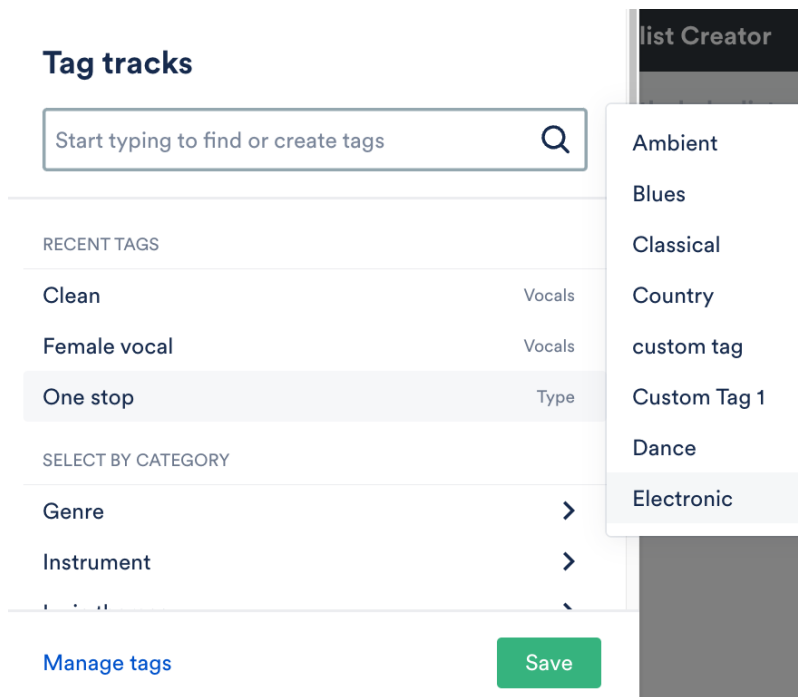 Tag tracks
Start typing to find or create tags
RECENT TAGS
Clean Vocals
Female vocal Vocals
One stop Type
SELECT BY CATEGORY
Genre
Instrument
Manage tags Save
list Creator
Ambient
Blues
Classical
Country
custom tag
Custom Tag 1
Dance
Electronic